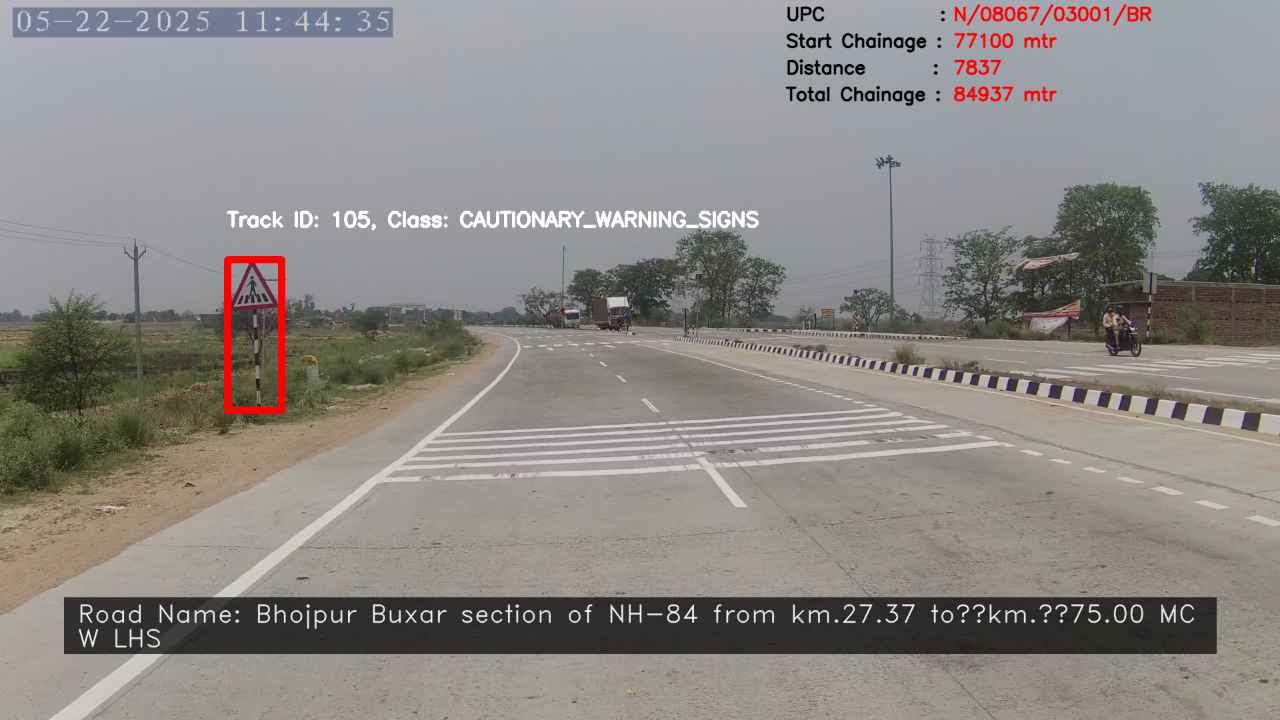 05-22-2025 11:44:35
UPC : N/08067/03001/BR
Start Chainage : 77100 mtr
Distance : 7837
Total Chainage : 84937 mtr
Track ID: 105, Class: CAUTIONARY_WARNING_SIGNS
Road Name: Bhojpur Buxar section of NH-84 from km.27.37 to??km.??75.00 MC
W LHS